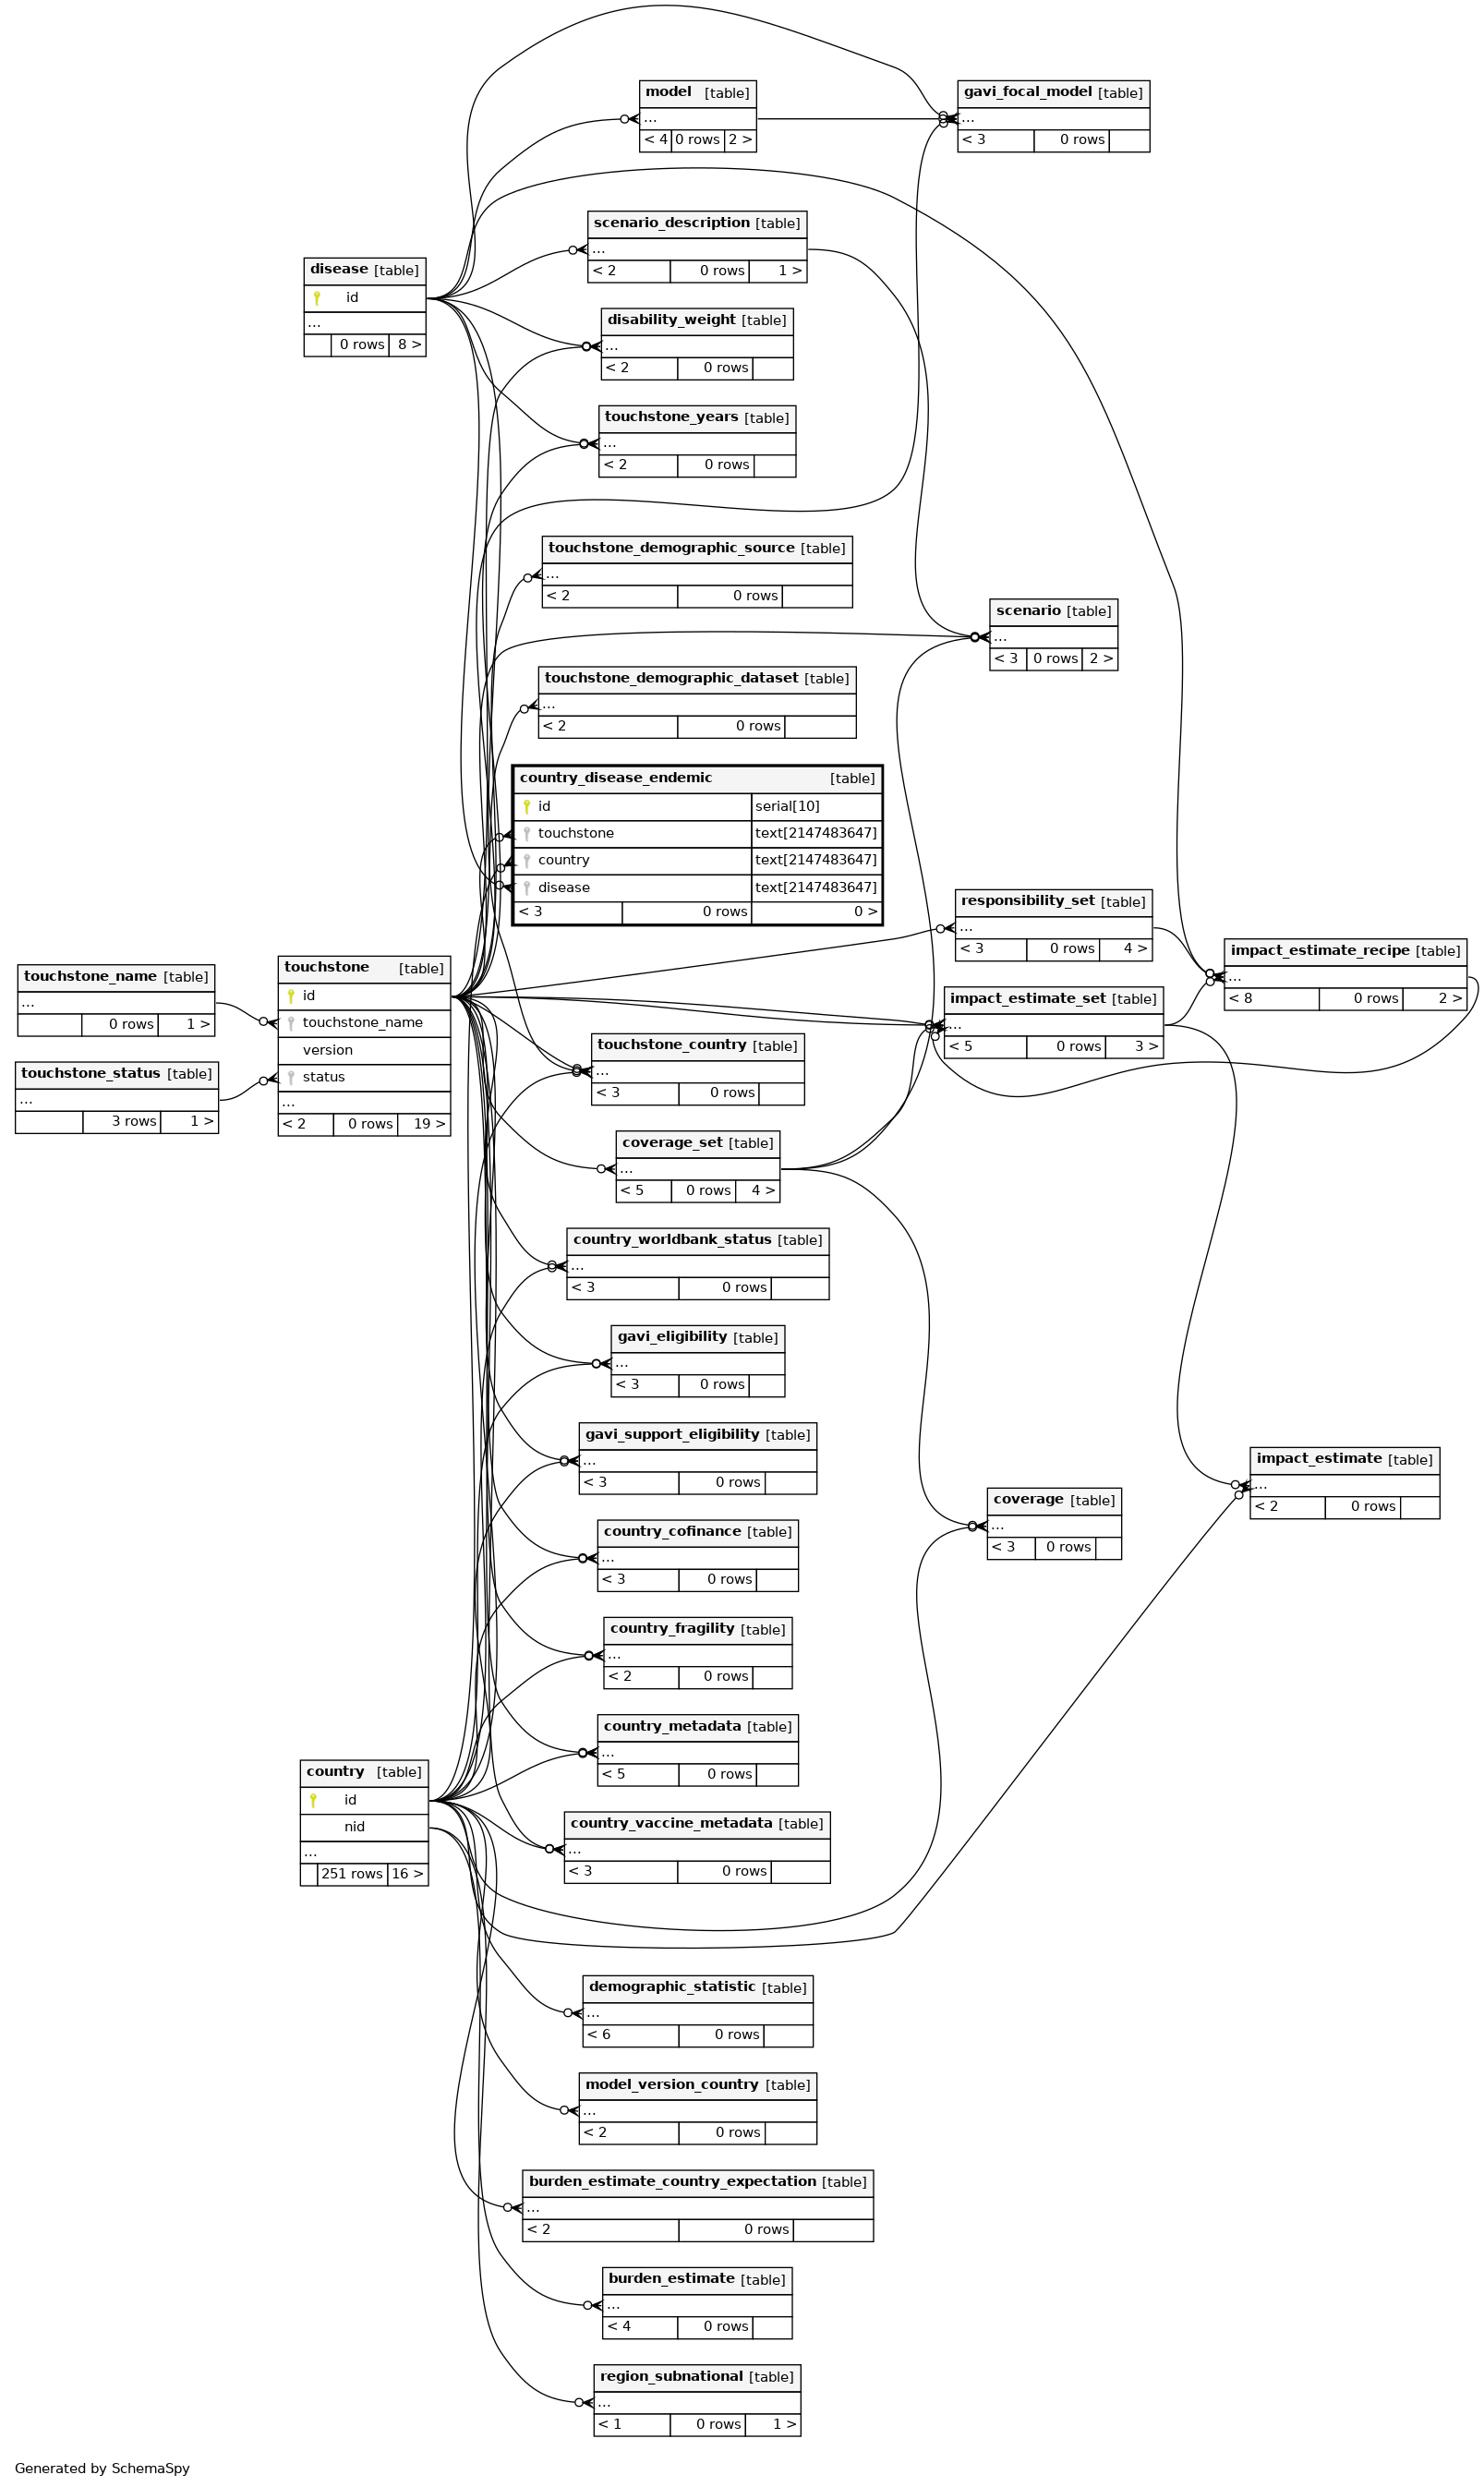 model [table]
...
< 4 0 rows 2 >
gavi_focal_model [table]
...
< 3 0 rows
scenario_description [table]
...
< 2 0 rows 1 >
disease [table]
id
...
0 rows 8 >
disability_weight [table]
...
< 2 0 rows
touchstone_years [table]
...
< 2 0 rows
touchstone_demographic_source [table]
...
< 2 0 rows
scenario [table]
...
< 3 0 rows 2 >
touchstone_demographic_dataset [table]
...
< 2 0 rows
country_disease_endemic [table]
id serial[10]
touchstone text[2147483647]
country text[2147483647]
disease text[2147483647]
< 3 0 rows 0 >
responsibility_set [table]
...
< 3 0 rows 4 >
impact_estimate_recipe [table]
...
< 8 0 rows 2 >
touchstone_name [table]
...
0 rows 1 >
touchstone [table]
id
touchstone_name
version
status
...
< 2 0 rows 19 >
impact_estimate_set [table]
...
< 5 0 rows 3 >
touchstone_country [table]
...
< 3 0 rows
touchstone_status [table]
...
3 rows 1 >
coverage_set [table]
...
< 5 0 rows 4 >
country_worldbank_status [table]
...
< 3 0 rows
gavi_eligibility [table]
...
< 3 0 rows
gavi_support_eligibility [table]
...
< 3 0 rows
impact_estimate [table]
...
< 2 0 rows
coverage [table]
...
< 3 0 rows
country_cofinance [table]
...
< 3 0 rows
country_fragility [table]
...
< 2 0 rows
country_metadata [table]
...
< 5 0 rows
country [table]
id
nid
...
251 rows 16 >
country_vaccine_metadata [table]
...
< 3 0 rows
demographic_statistic [table]
...
< 6 0 rows
model_version_country [table]
...
< 2 0 rows
burden_estimate_country_expectation [table]
...
< 2 0 rows
burden_estimate [table]
...
< 4 0 rows
region_subnational [table]
...
< 1 0 rows 1 >
Generated by SchemaSpy